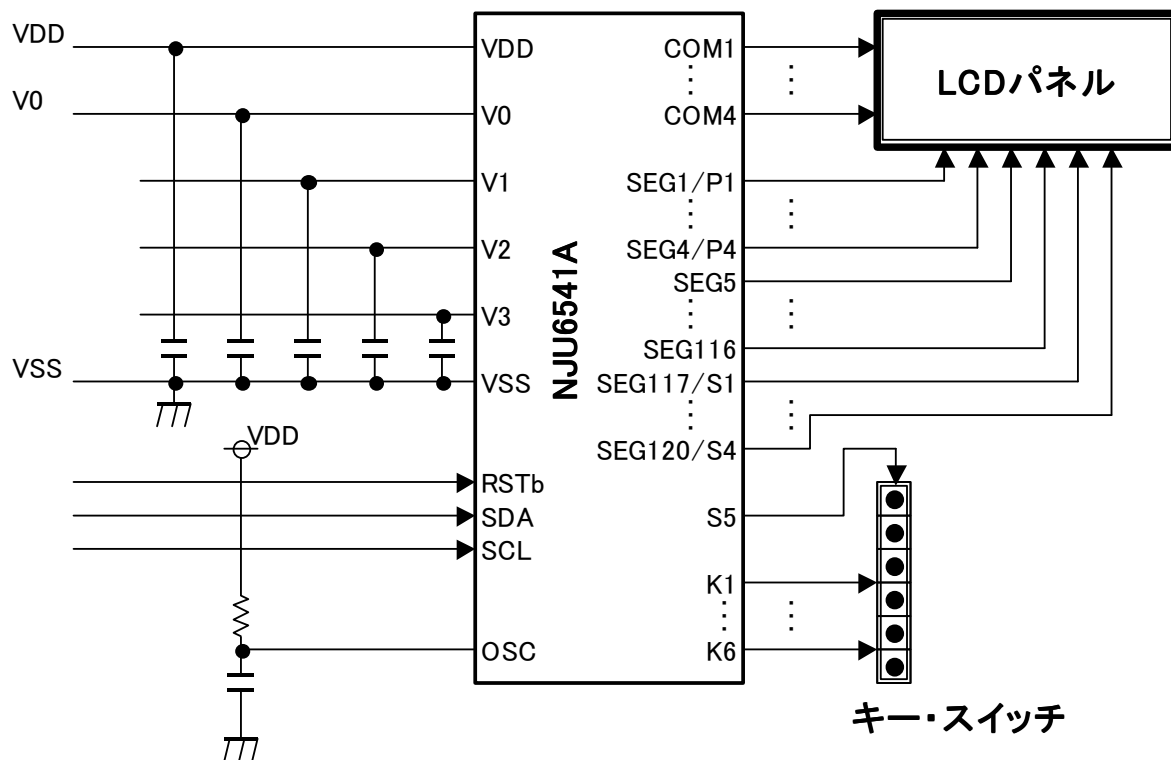 VDD
V0
VSS
VDD
VDD
V0
V1
V2
V3
VSS
RSTb
SDA
SCL
OSC
NJU6541A
COM1
COM4
SEG1/P1
SEG4/P4
SEG5
SEG116
SEG117/S1
SEG120/S4
S5
K1
K6
LCDパネル
キー・スイッチ